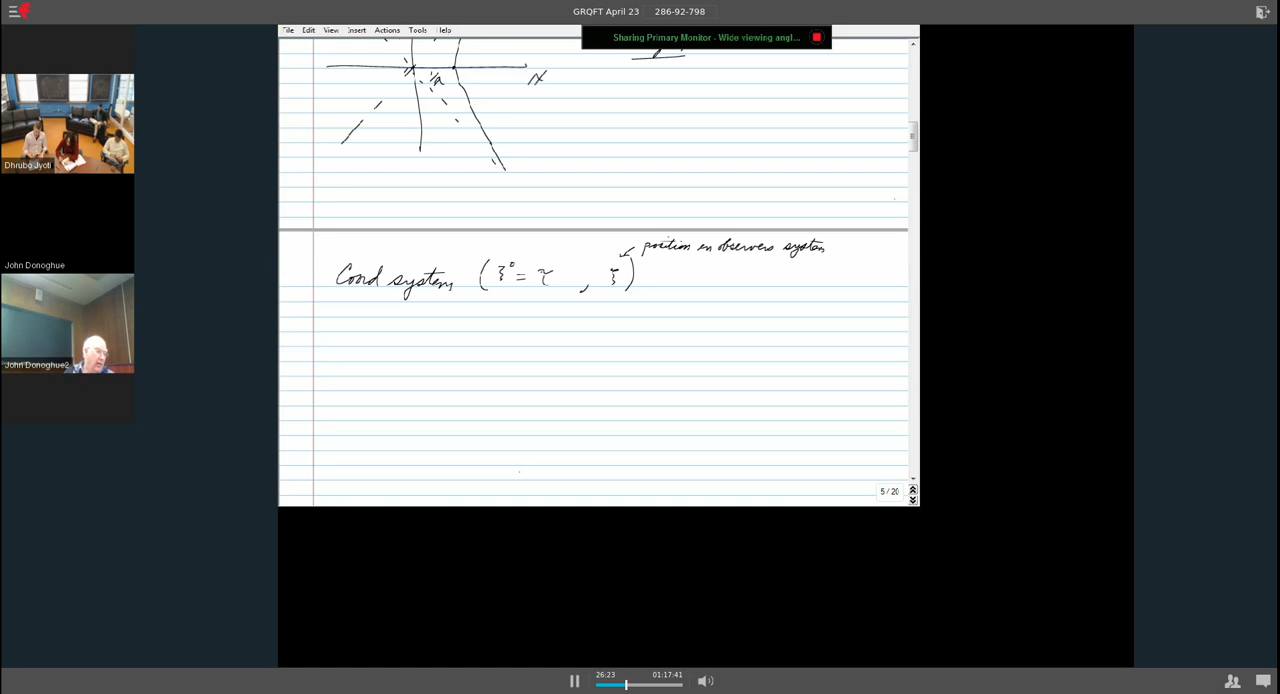 GRQFT April 23 286-92-798
File Edit View Insert Actions Tools Help
Sharing Primary Monitor - Wide viewing angl...
1/a
x
Dhrubo Jyoti
John Donoghue
John Donoghue2
position in observers system
Coord system (ξ⁰ = τ , ξ)
5 / 20
26:23 01:17:41